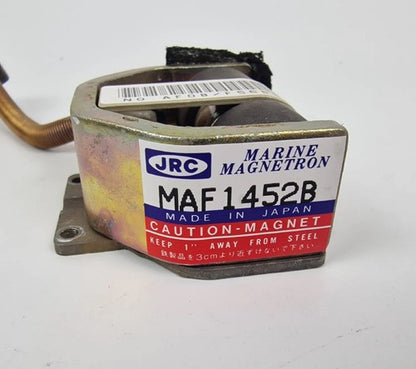 JRC
MARINE
MAGNETRON
MAF1452B
MADE IN JAPAN
CAUTION-MAGNET
KEEP 1" AWAY FROM STEEL
鉄製品を3cmより近ずけないで下さい
NO